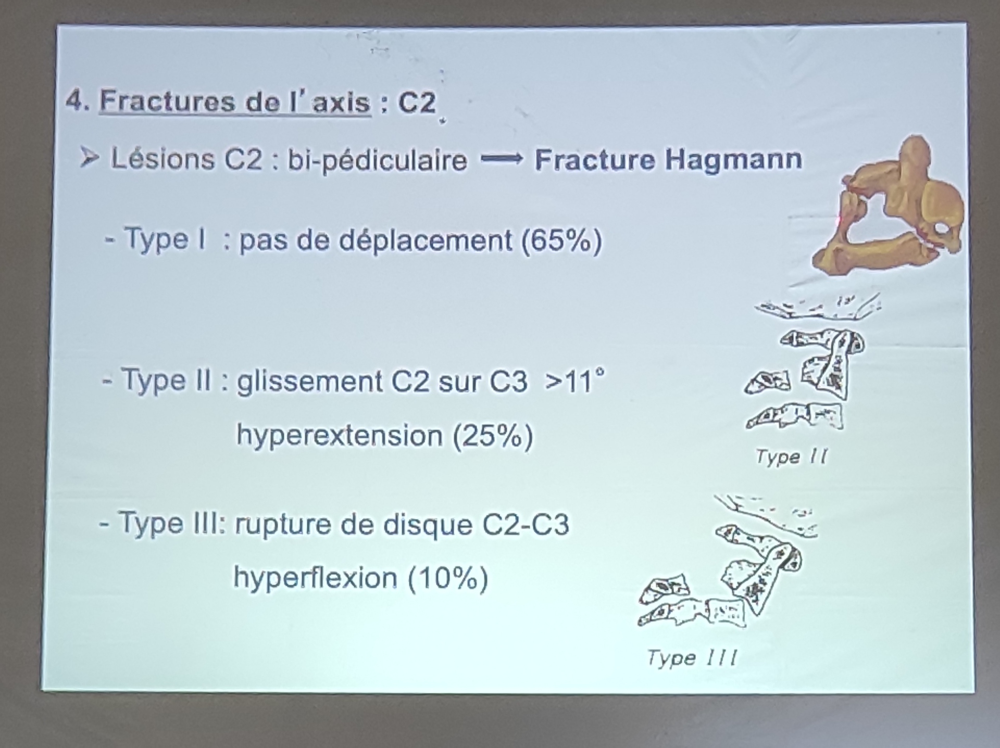 4. Fractures de l’axis : C2
➢ Lésions C2 : bi-pédiculaire → Fracture Hagmann
- Type I : pas de déplacement (65%)
- Type II : glissement C2 sur C3 >11°
hyperextension (25%)
Type II
- Type III: rupture de disque C2-C3
hyperflexion (10%)
Type III